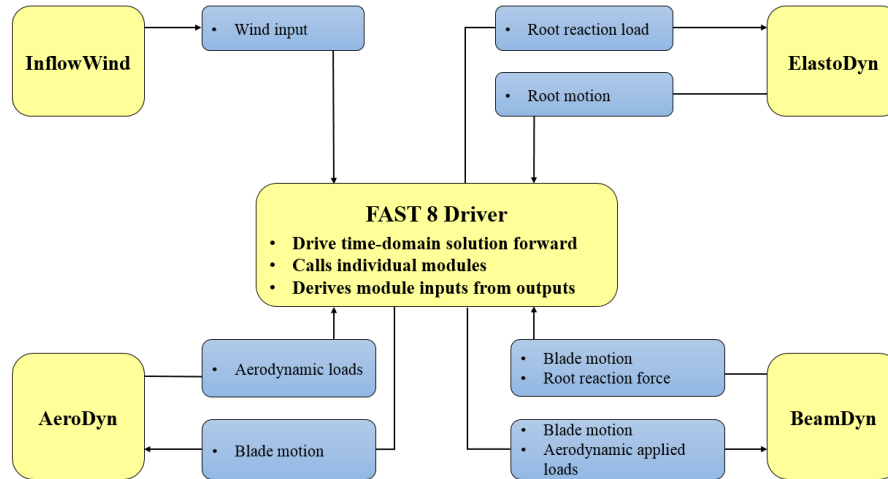 InflowWind
• Wind input
• Root reaction load
• Root motion
ElastoDyn
FAST 8 Driver
• Drive time-domain solution forward
• Calls individual modules
• Derives module inputs from outputs
AeroDyn
• Aerodynamic loads
• Blade motion
• Blade motion
• Root reaction force
• Blade motion
• Aerodynamic applied
loads
BeamDyn